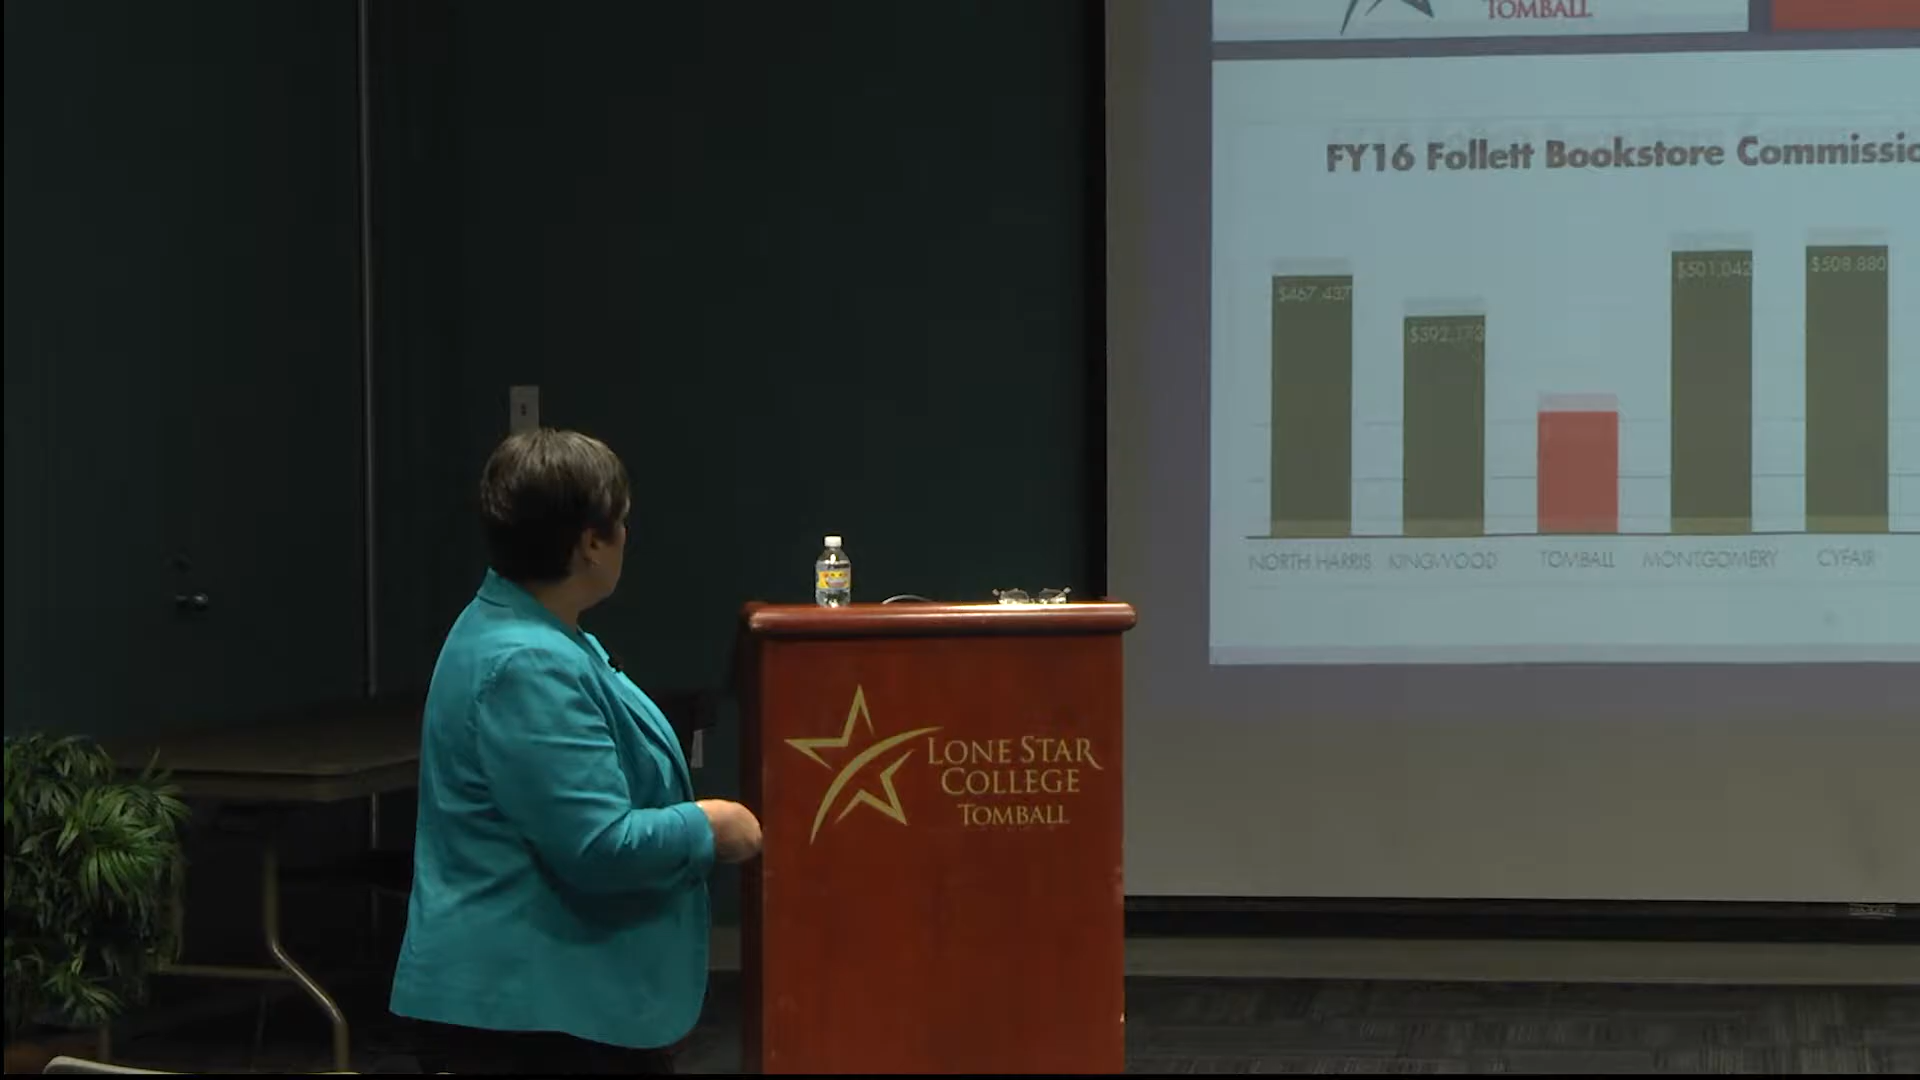 TOMBALL
FY16 Follett Bookstore Commissio
$467,437
$392,173
$501,042
$508,880
NORTH HARRIS
KINGWOOD
TOMBALL
MONTGOMERY
CYFAIR
LONE STAR
COLLEGE
TOMBALL